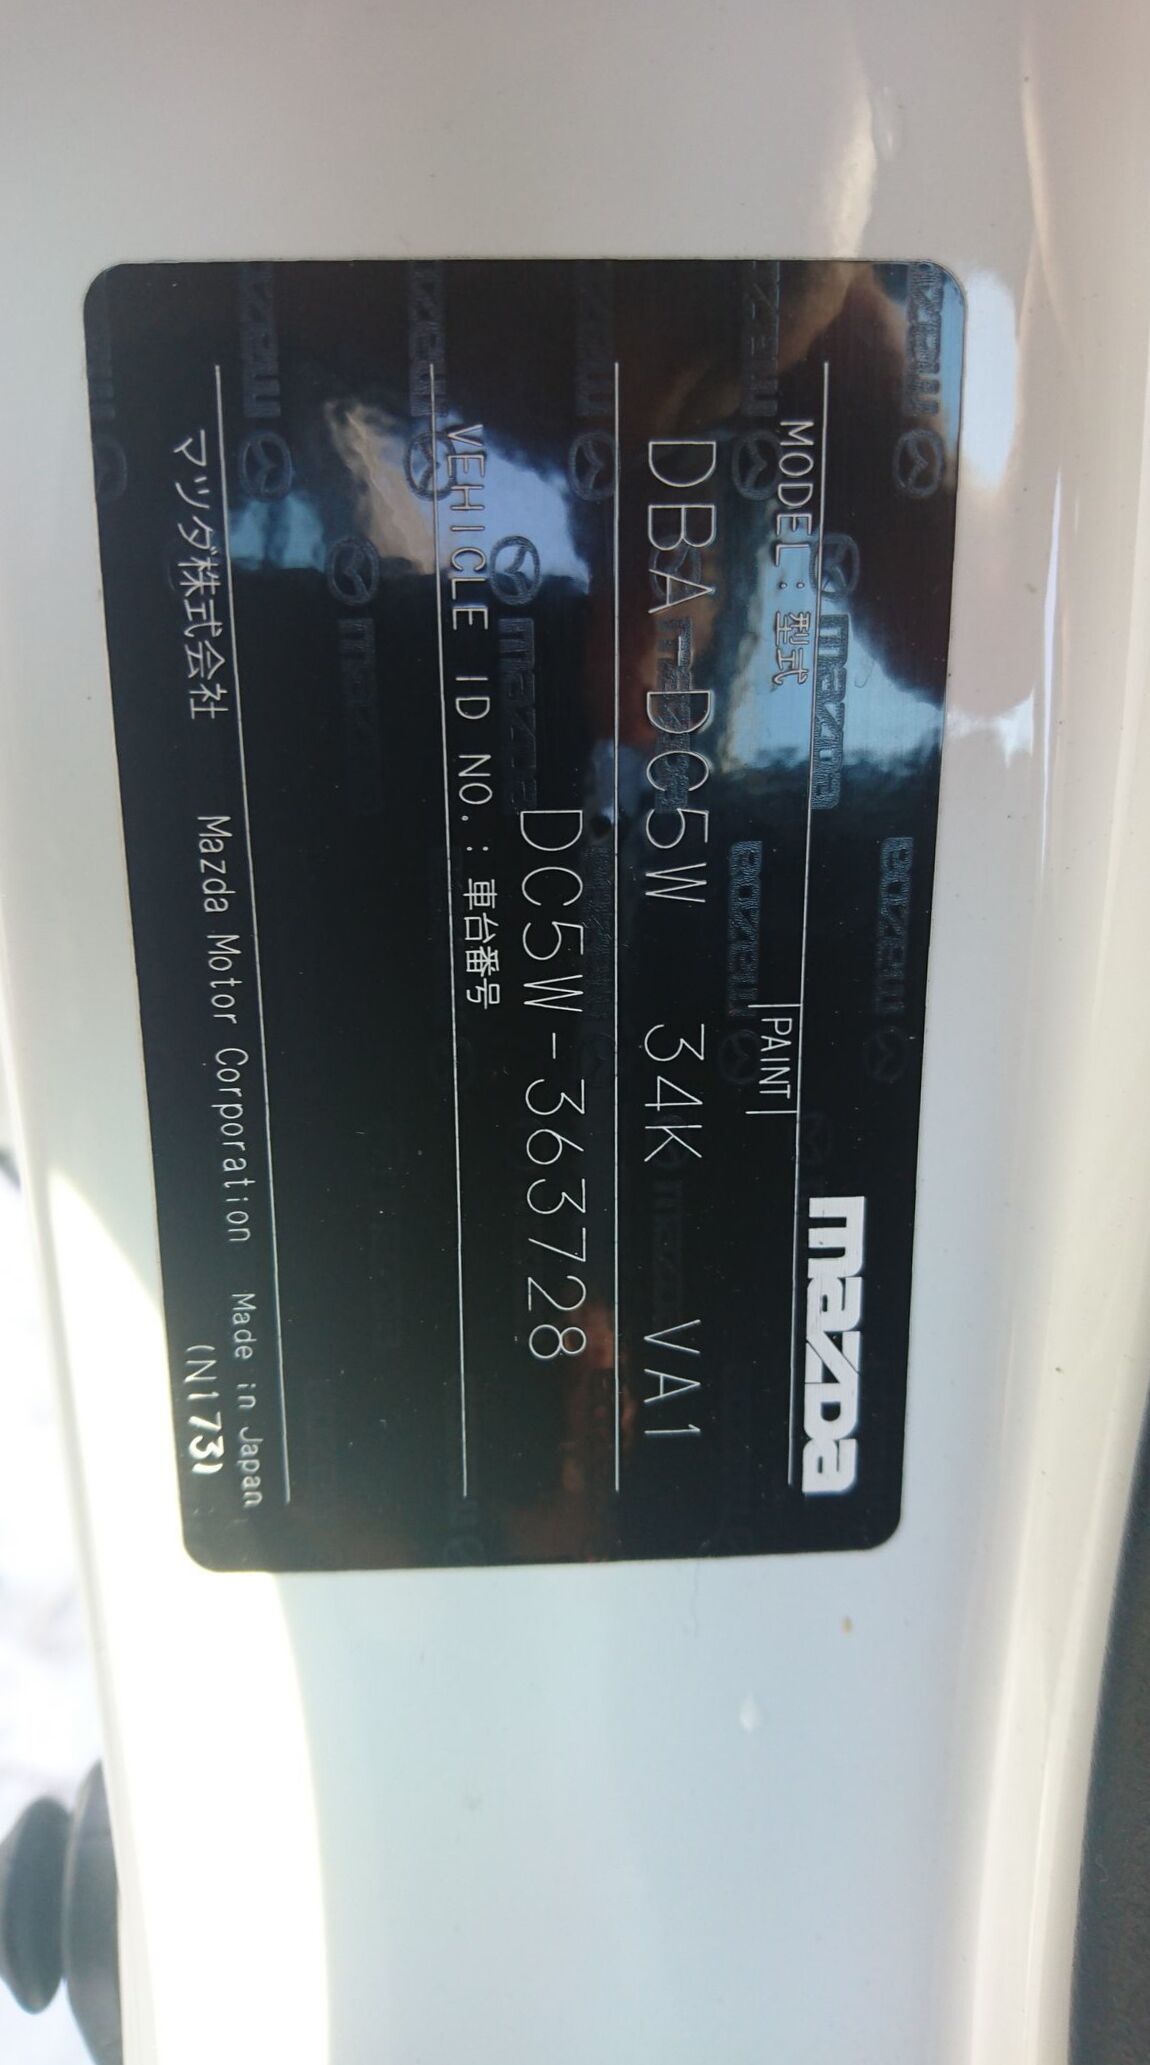 mazda
MODEL: 型式 PAINT
DBA DC5W 34K VA1
DC5W-363728
VEHICLE ID NO.: 車台番号
マツダ株式会社 Mazda Motor Corporation Made in Japan
(N173)